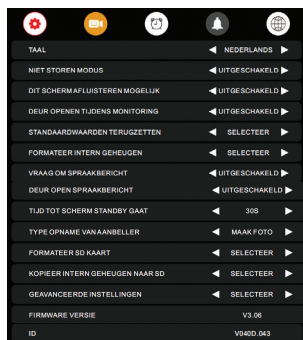 TAAL ◀ NEDERLANDS ▶
NIET STOREN MODUS ◀ UITGESCHAKELD ▶
DIT SCHERM AFLUISTEREN MOGELIJK ◀ UITGESCHAKELD ▶
DEUR OPENEN TIJDENS MONITORING ◀ UITGESCHAKELD ▶
STANDAARDWAARDEN TERUGZETTEN ◀ SELECTEER ▶
FORMATEER INTERN GEHEUGEN ◀ SELECTEER ▶
VRAAG OM SPRAAKBERICHT ◀ UITGESCHAKELD ▶
DEUR OPEN SPRAAKBERICHT ◀ UITGESCHAKELD ▶
TIJD TOT SCHERM STANDBY GAAT ◀ 30S ▶
TYPE OPNAME VAN AANBELLER ◀ MAAK FOTO ▶
FORMATEER SD KAART ◀ SELECTEER ▶
KOPIEER INTERN GEHEUGEN NAAR SD ◀ SELECTEER ▶
GEAVANCEERDE INSTELLINGEN ◀ SELECTEER ▶
FIRMWARE VERSIE V3.06
ID V040D.043